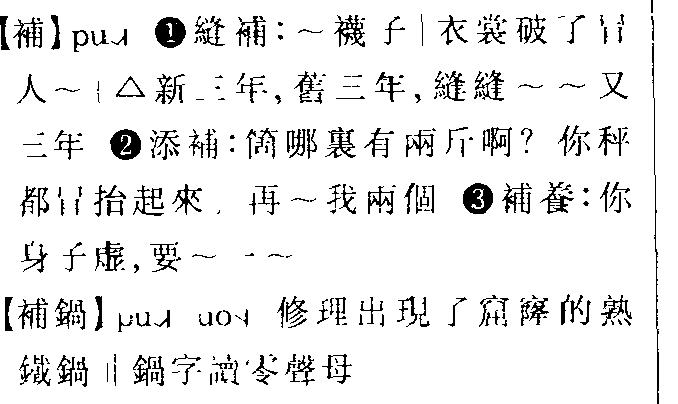 【補】pu˨˩ ❶縫補：～襪子｜衣裳破了冇
人～｜△新三年，舊三年，縫縫～～又
三年 ❷添補：箇哪裏有兩斤啊？你秤
都冇抬起來，再～我兩個 ❸補養：你
身子虛，要～一～
【補鍋】修理出現了窟窿的熟
鐵鍋‖鍋字讀零聲母